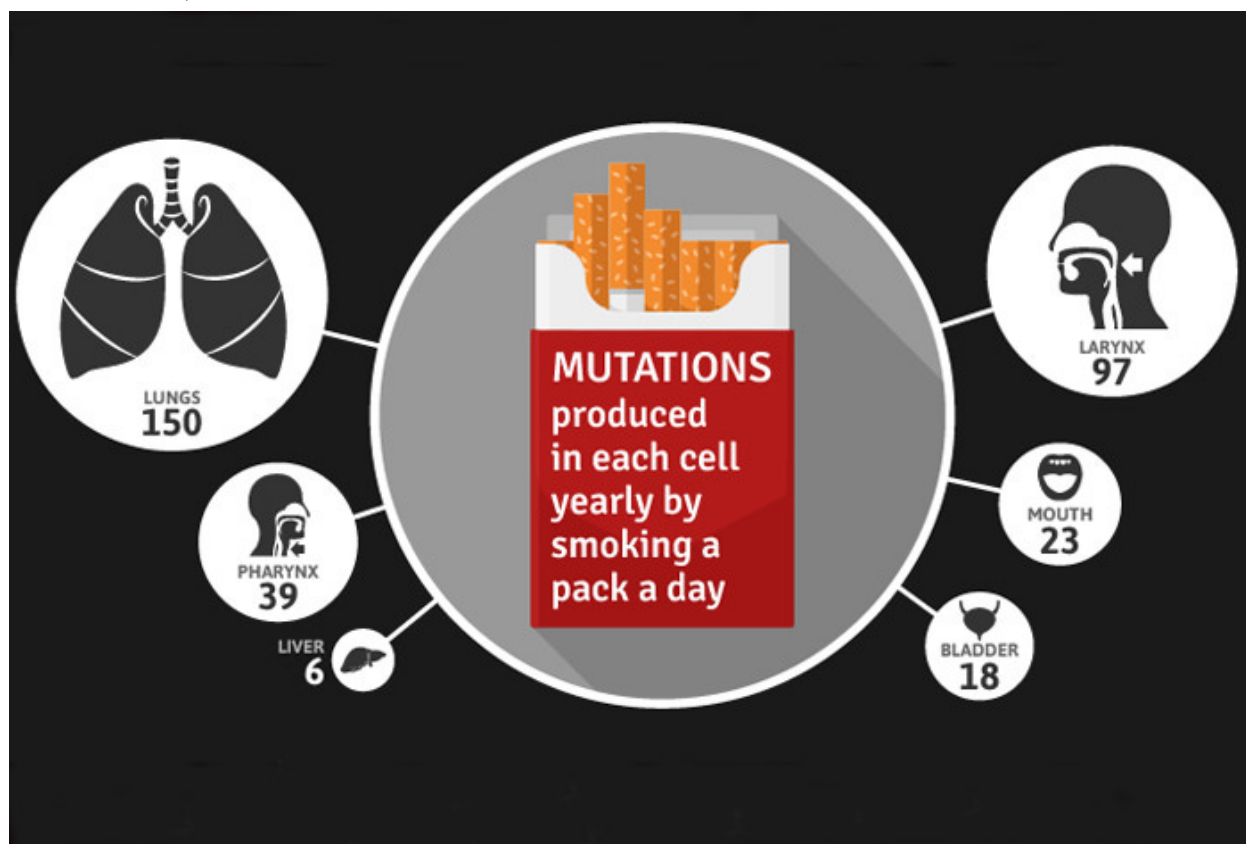 MUTATIONS
produced
in each cell
yearly by
smoking a
pack a day
LUNGS
150
PHARYNX
39
LIVER
6
LARYNX
97
MOUTH
23
BLADDER
18